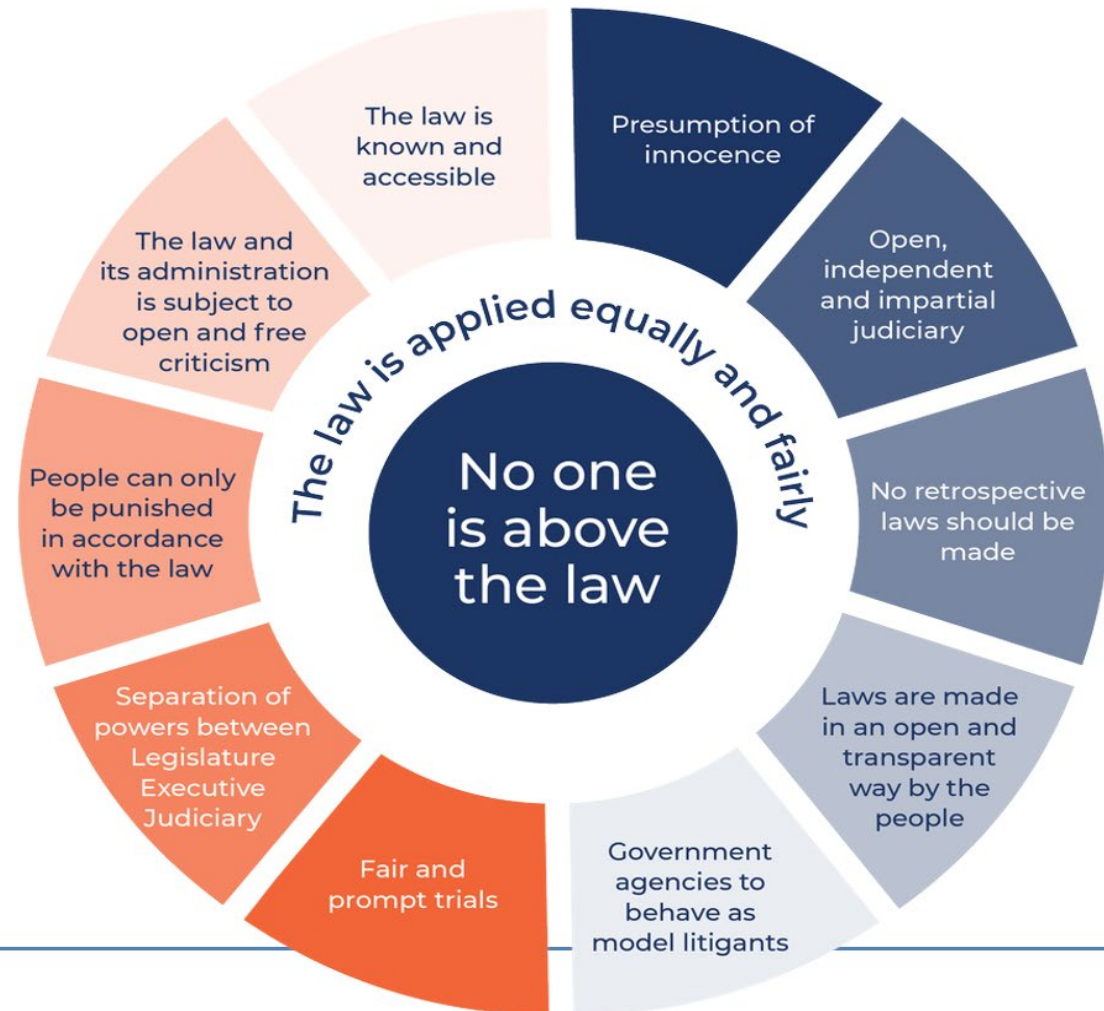 The law is
known and
accessible
Presumption of
innocence
Open,
independent
and impartial
judiciary
No retrospective
laws should be
made
Laws are made
in an open and
transparent
way by the
people
Government
agencies to
behave as
model litigants
Fair and
prompt trials
Separation of
powers between
Legislature
Executive
Judiciary
People can only
be punished
in accordance
with the law
The law and
its administration
is subject to
open and free
criticism
The law is applied equally and fairly
No one
is above
the law